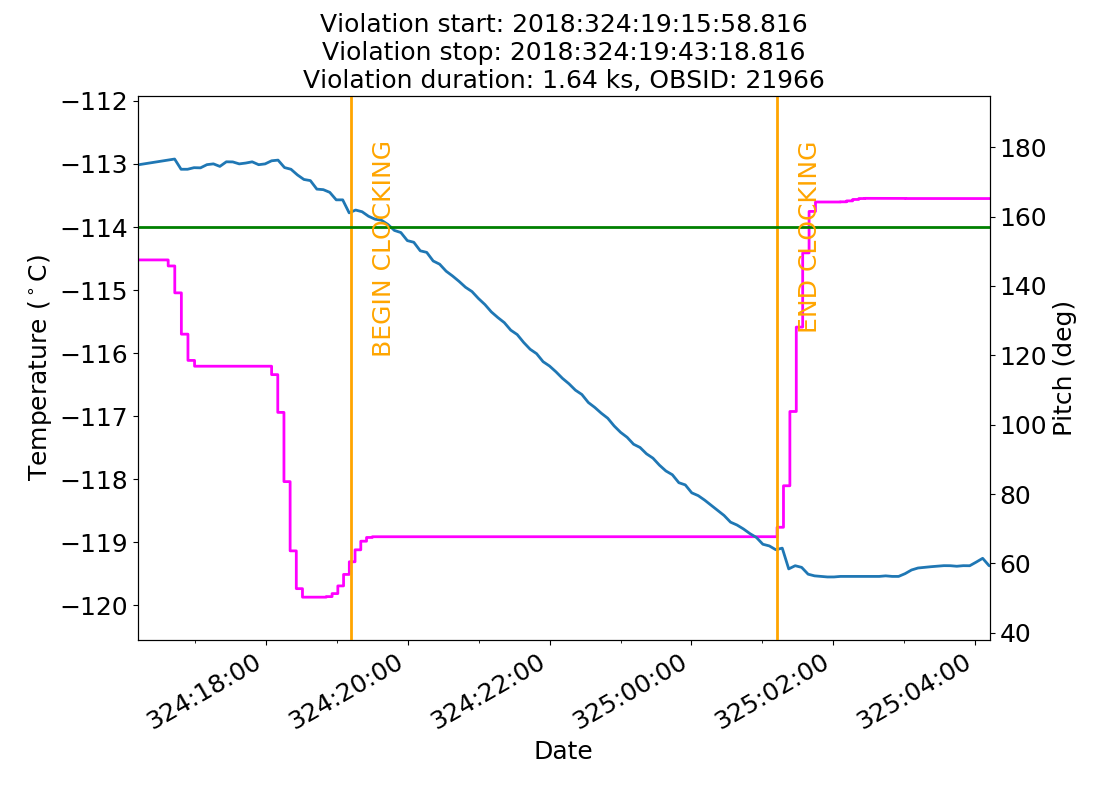 Violation start: 2018:324:19:15:58.816
Violation stop: 2018:324:19:43:18.816
Violation duration: 1.64 ks, OBSID: 21966
−112
−113
−114
−115
−116
−117
−118
−119
−120
Temperature (°C)
BEGIN CLOCKING
END CLOCKING
180
160
140
120
100
80
60
40
Pitch (deg)
324:18:00
324:20:00
324:22:00
325:00:00
325:02:00
325:04:00
Date